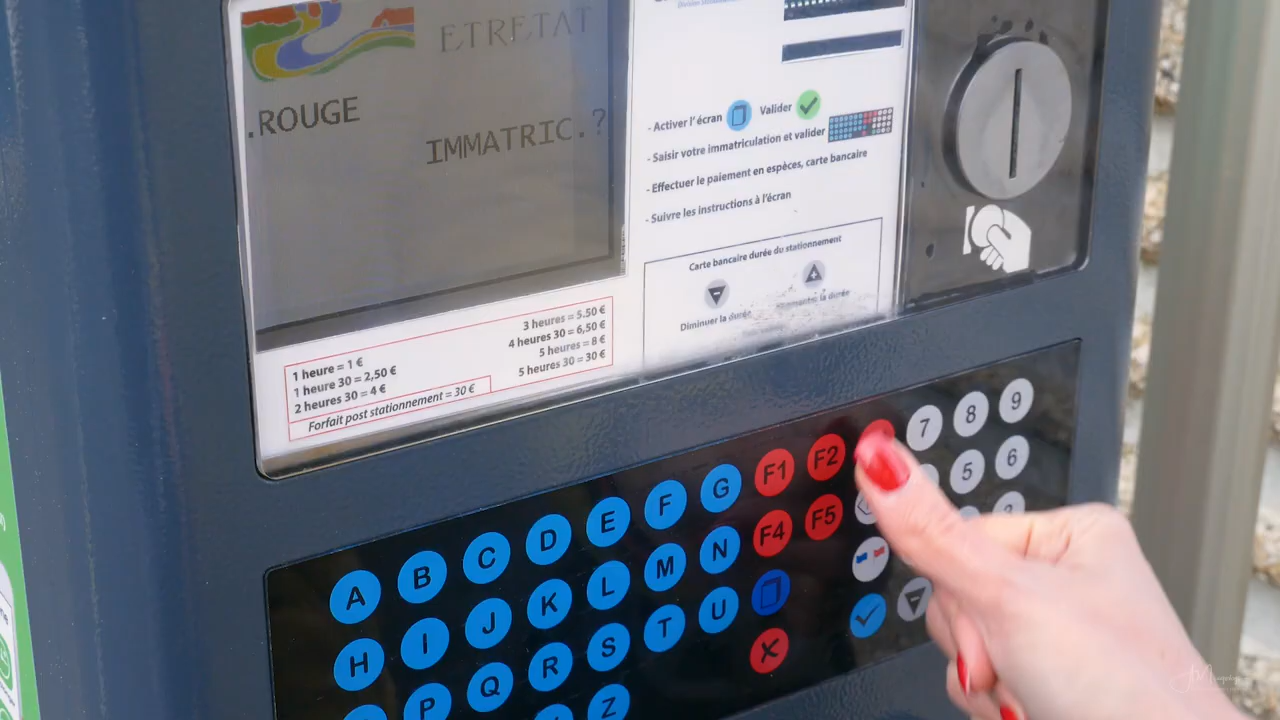 ETRETAT
.ROUGE
IMMATRIC.?
- Activer l'écran
Valider
- Saisir votre immatriculation et valider
- Effectuer le paiement en espèces, carte bancaire
- Suivre les instructions à l'écran
Carte bancaire durée du stationnement
Diminuer la durée
la durée
1 heure = 1 €
1 heure 30 = 2,50 €
2 heures 30 = 4 €
3 heures = 5.50 €
4 heures 30 = 6,50 €
5 heures = 8 €
5 heures 30 = 30 €
Forfait post stationnement = 30 €
A B C D E F G F1 F2 7 8 9
H I J K L M N F4 F5 5 6
P Q R S T U
Z X